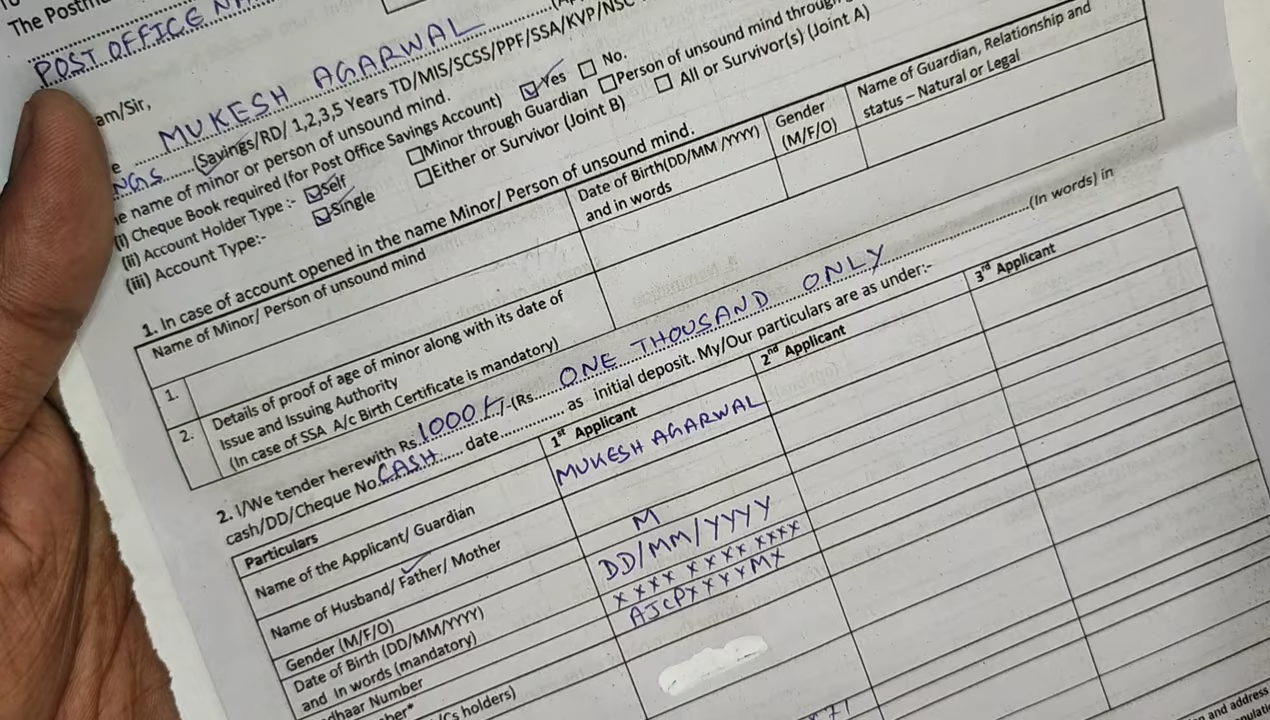 The Postm
POST OFFICE
am/Sir,
e MUKESH AGARWAL
NGS (Savings/RD/ 1,2,3,5 Years TD/MIS/SCSS/PPF/SSA/KVP/NSC
e name of minor or person of unsound mind.
(i) Cheque Book required (for Post Office Savings Account) Yes No.
(ii) Account Holder Type :- Self Minor through Guardian Person of unsound mind through
(iii) Account Type:- Single Either or Survivor (Joint B) All or Survivor(s) (Joint A)
1. In case of account opened in the name Minor/ Person of unsound mind.
Name of Minor/ Person of unsound mind
Date of Birth(DD/MM /YYYY) and in words
Gender (M/F/O)
Name of Guardian, Relationship and status – Natural or Legal
1.
2. Details of proof of age of minor along with its date of
Issue and Issuing Authority
(In case of SSA A/c Birth Certificate is mandatory)
2. I/We tender herewith Rs. 1000/-/-(Rs. ONE THOUSAND ONLY (In words) in
cash/DD/Cheque No. CASH date as initial deposit. My/Our particulars are as under:-
Particulars 1st Applicant 2nd Applicant 3rd Applicant
Name of the Applicant/ Guardian MUKESH AGARWAL
Name of Husband/ Father/ Mother
Gender (M/F/O) M
Date of Birth (DD/MM/YYYY) DD/MM/YYYY
and In words (mandatory)
dhaar Number XXXX XXXX XXXX
ber* AJCPXXXXMX
Cs holders)
and address